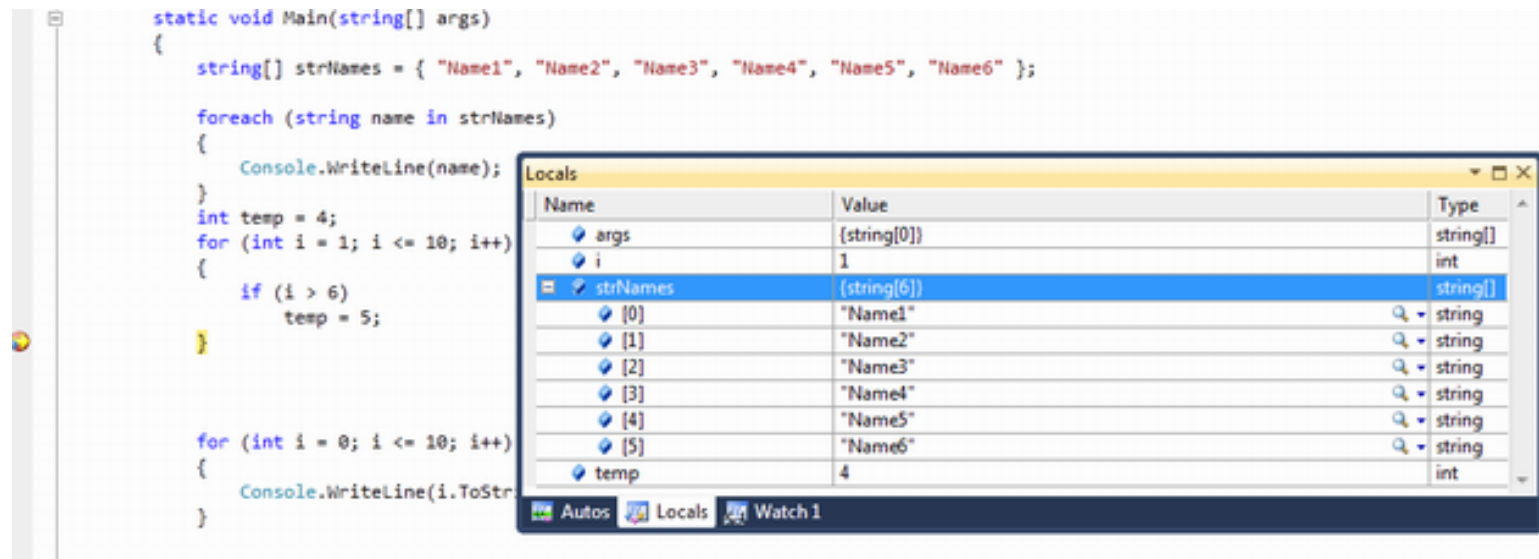 static void Main(string[] args)
{
string[] strNames = { "Name1", "Name2", "Name3", "Name4", "Name5", "Name6" };
foreach (string name in strNames)
{
Console.WriteLine(name);
}
int temp = 4;
for (int i = 1; i <= 10; i++)
{
if (i > 6)
temp = 5;
}
for (int i = 0; i <= 10; i++)
{
Console.WriteLine(i.ToStr
}
Locals
Name Value Type
args {string[0]} string[]
i 1 int
strNames {string[6]} string[]
[0] "Name1" string
[1] "Name2" string
[2] "Name3" string
[3] "Name4" string
[4] "Name5" string
[5] "Name6" string
temp 4 int
Autos Locals Watch 1